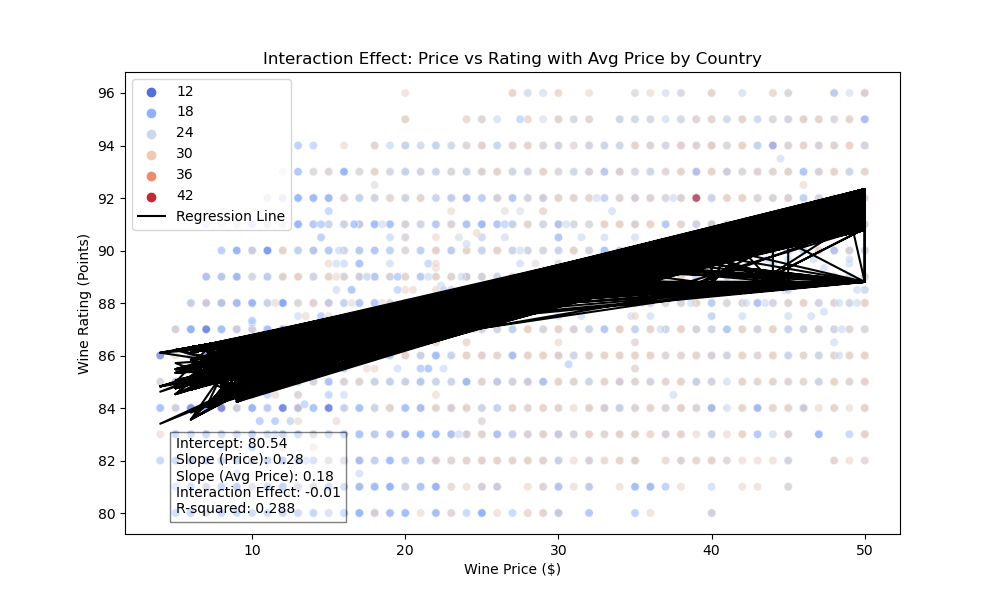 Interaction Effect: Price vs Rating with Avg Price by Country
Wine Rating (Points)
96
94
92
90
88
86
84
82
80
12
18
24
30
36
42
Regression Line
Intercept: 80.54
Slope (Price): 0.28
Slope (Avg Price): 0.18
Interaction Effect: -0.01
R-squared: 0.288
10
20
30
40
50
Wine Price ($)